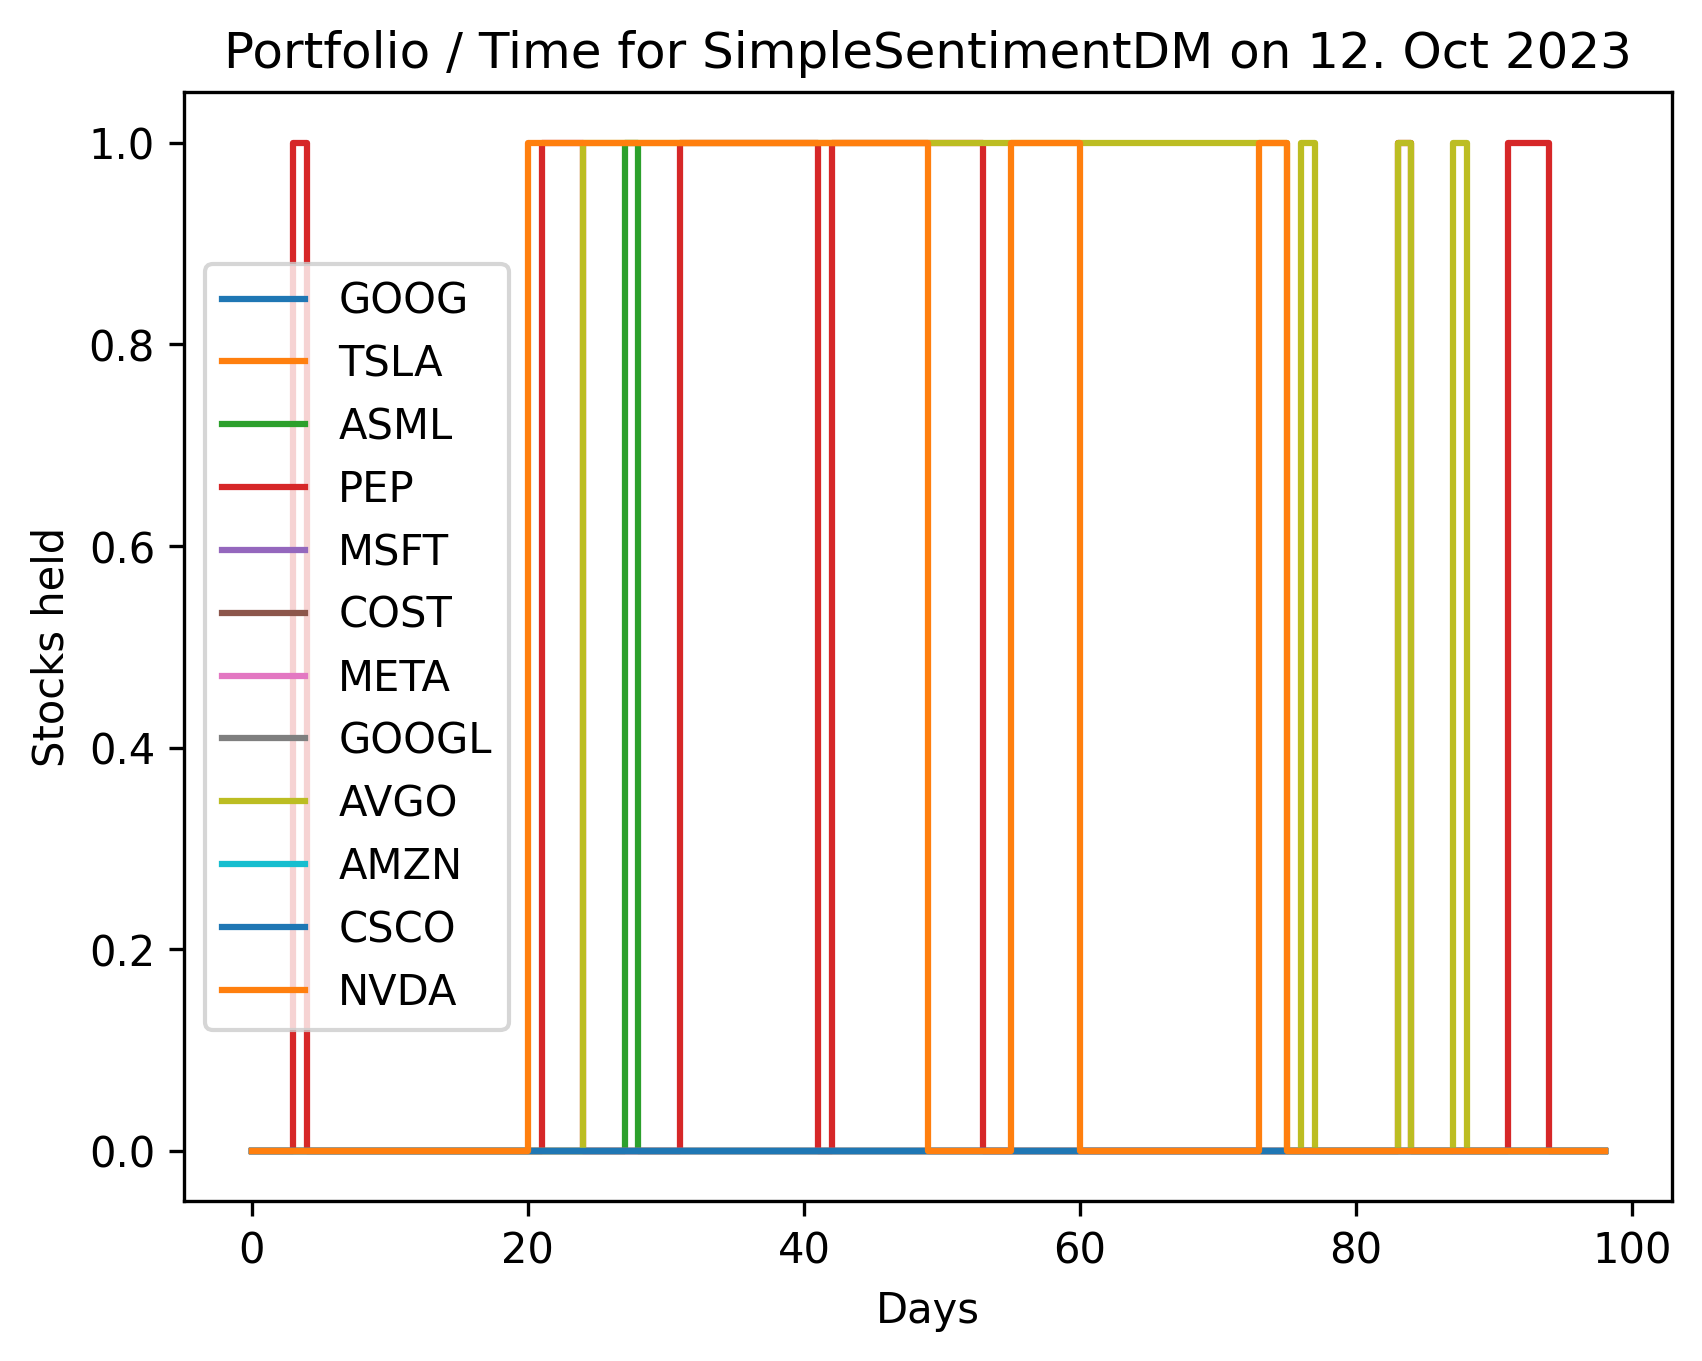 Portfolio / Time for SimpleSentimentDM on 12. Oct 2023
1.0
0.8
0.6
0.4
0.2
0.0
Stocks held
GOOG
TSLA
ASML
PEP
MSFT
COST
META
GOOGL
AVGO
AMZN
CSCO
NVDA
0 20 40 60 80 100
Days